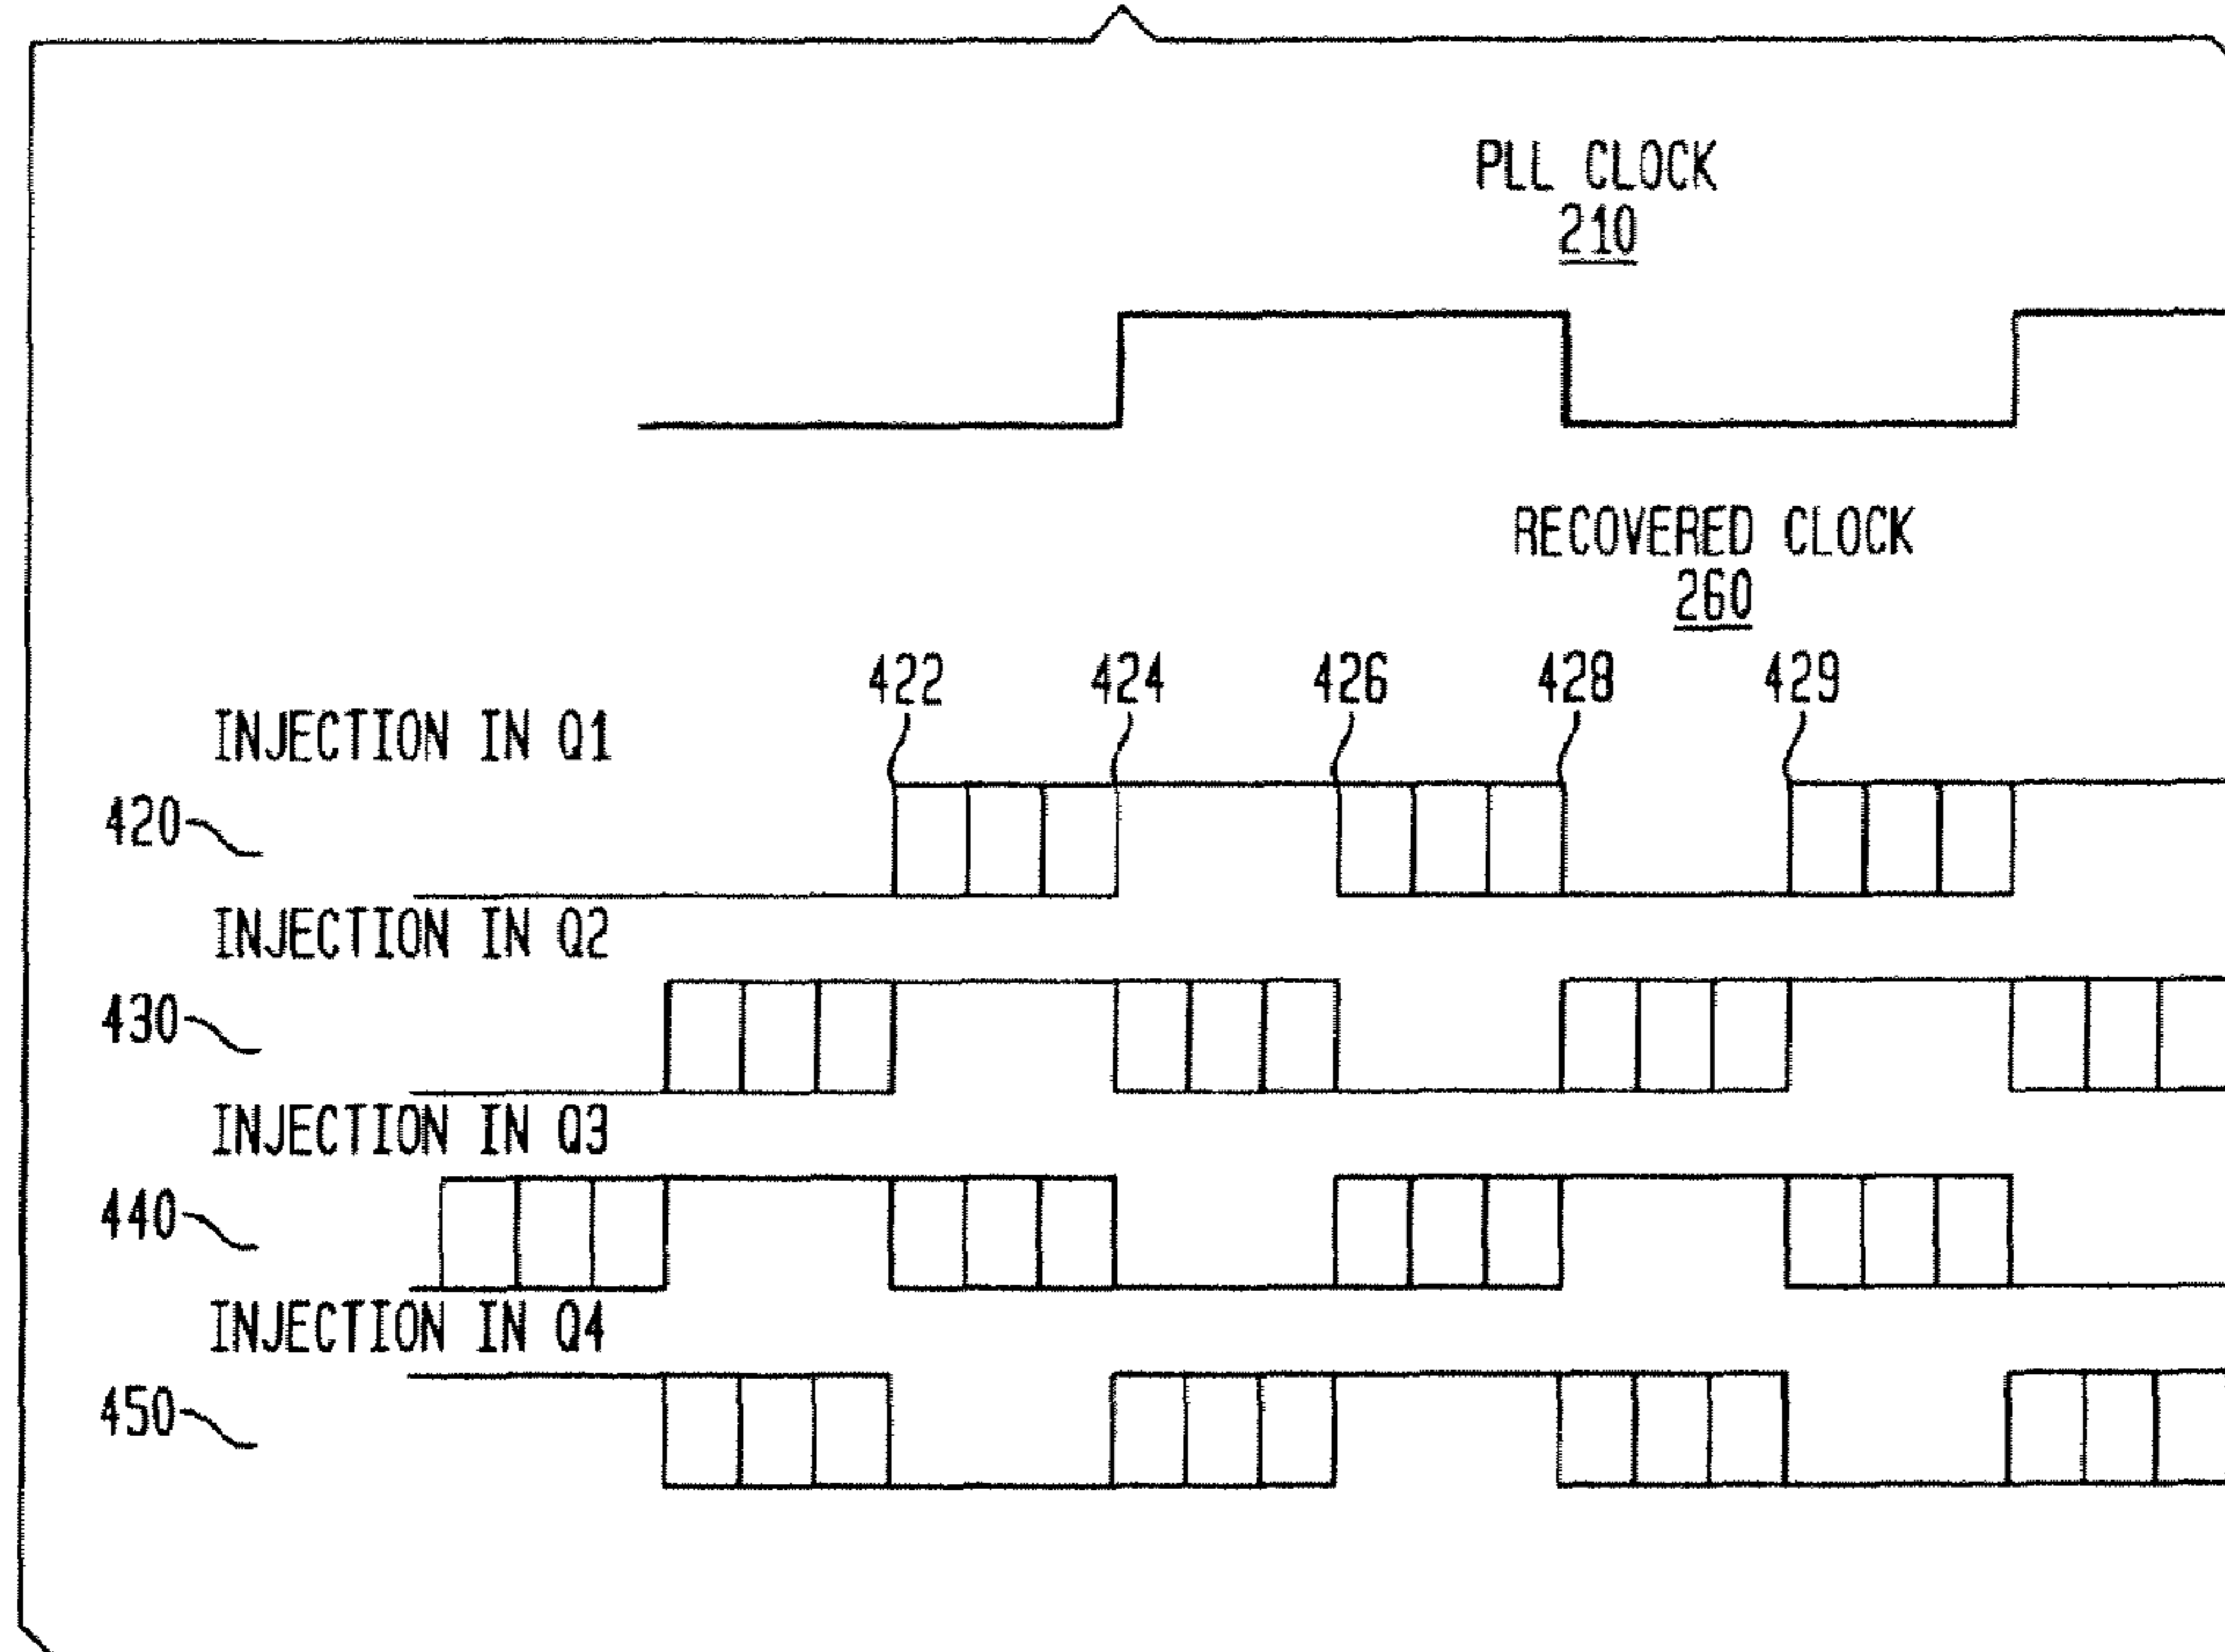 PLL CLOCK
210
RECOVERED CLOCK
260
422 424 426 428 429
INJECTION IN Q1
420
INJECTION IN Q2
430
INJECTION IN Q3
440
INJECTION IN Q4
450